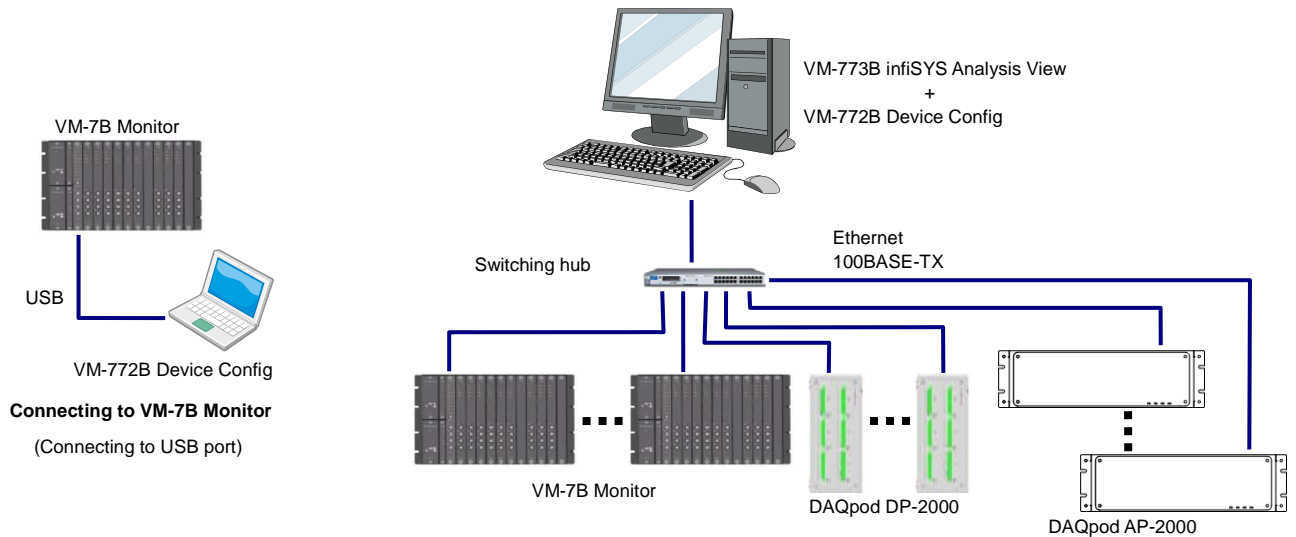 VM-7B Monitor
USB
VM-772B Device Config
Connecting to VM-7B Monitor
(Connecting to USB port)
VM-773B infiSYS Analysis View
+
VM-772B Device Config
Switching hub
Ethernet
100BASE-TX
VM-7B Monitor
DAQpod DP-2000
DAQpod AP-2000